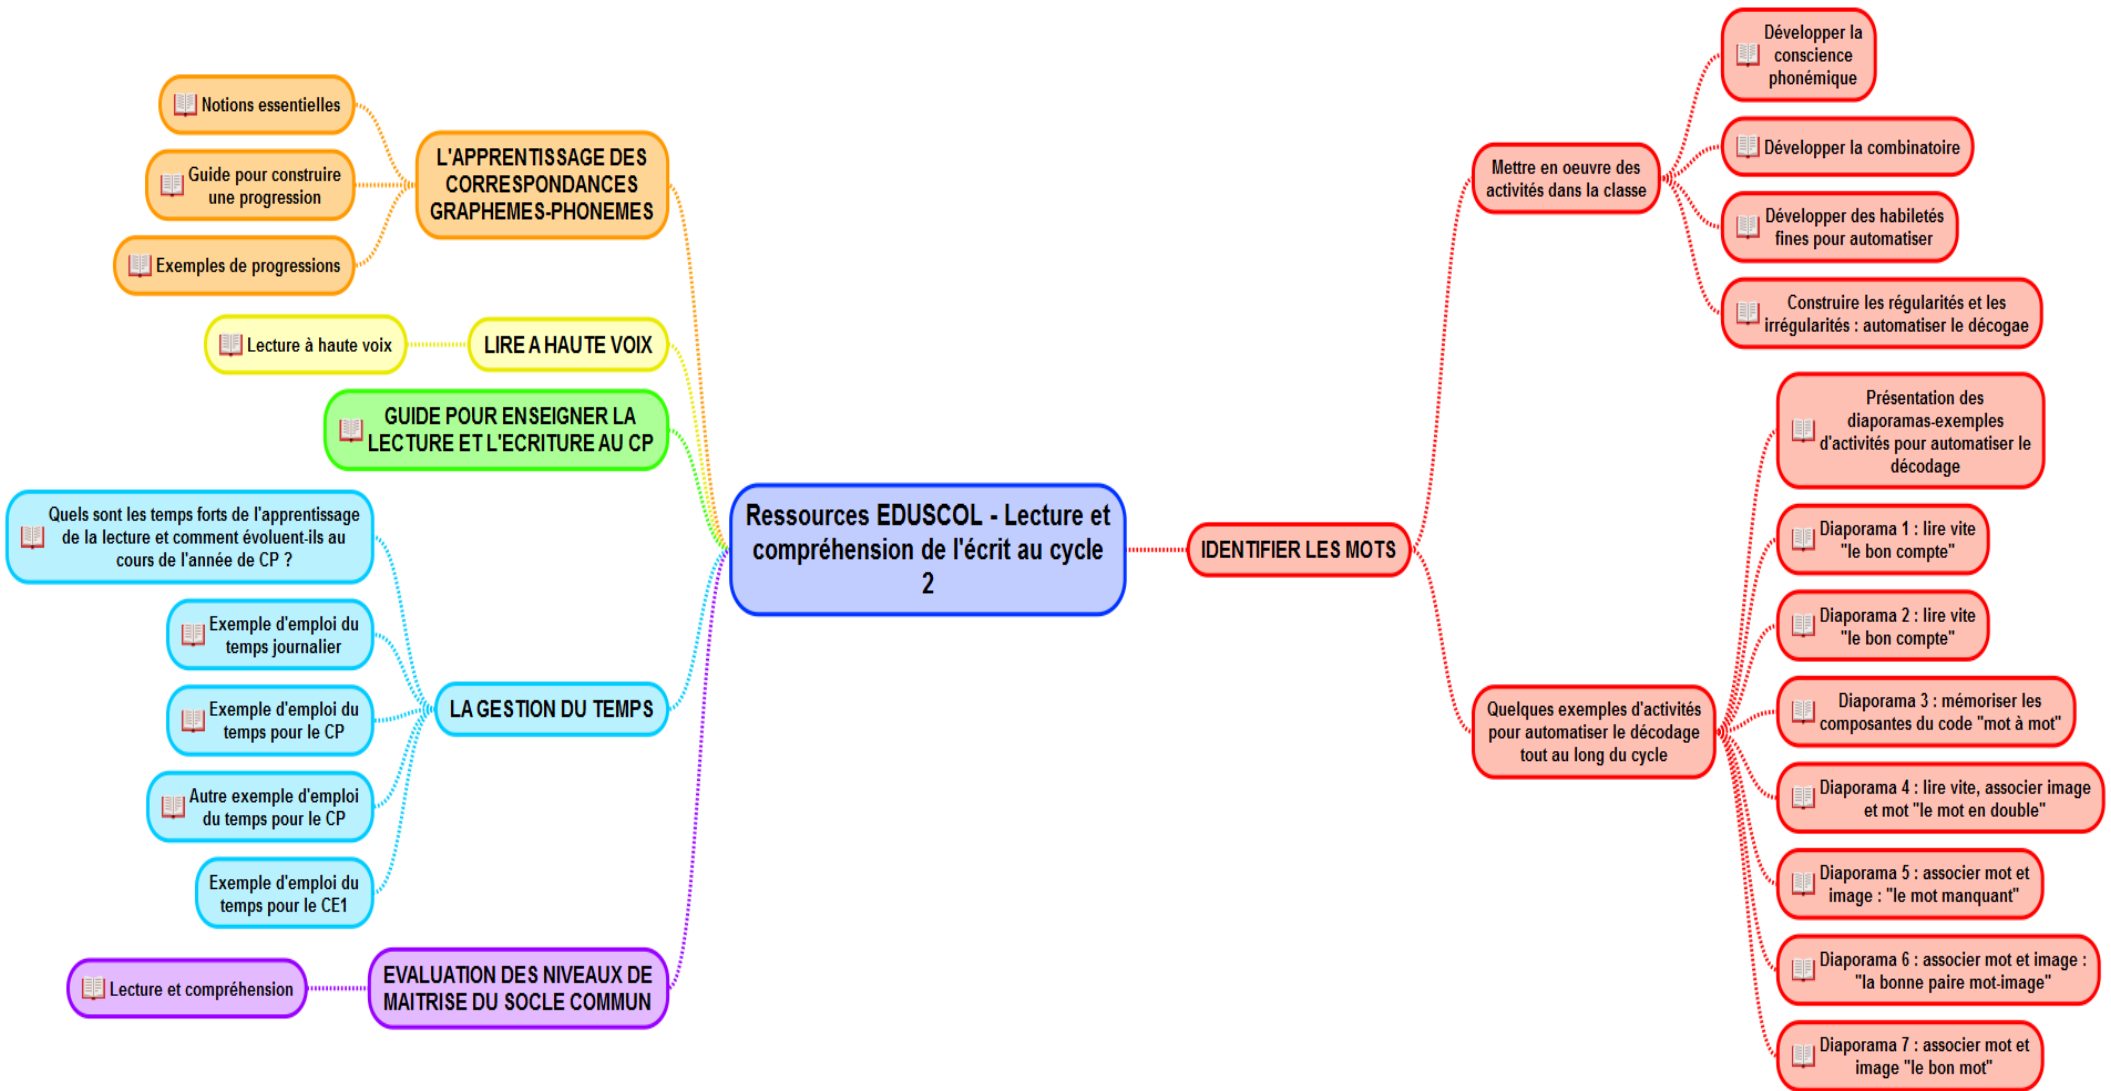 Ressources EDUSCOL - Lecture et
compréhension de l'écrit au cycle
2
L'APPRENTISSAGE DES
CORRESPONDANCES
GRAPHEMES-PHONEMES
Notions essentielles
Guide pour construire
une progression
Exemples de progressions
LIRE A HAUTE VOIX
Lecture à haute voix
GUIDE POUR ENSEIGNER LA
LECTURE ET L'ECRITURE AU CP
LA GESTION DU TEMPS
Quels sont les temps forts de l'apprentissage
de la lecture et comment évoluent-ils au
cours de l'année de CP ?
Exemple d'emploi du
temps journalier
Exemple d'emploi du
temps pour le CP
Autre exemple d'emploi
du temps pour le CP
Exemple d'emploi du
temps pour le CE1
EVALUATION DES NIVEAUX DE
MAITRISE DU SOCLE COMMUN
Lecture et compréhension
IDENTIFIER LES MOTS
Mettre en oeuvre des
activités dans la classe
Développer la
conscience
phonémique
Développer la combinatoire
Développer des habiletés
fines pour automatiser
Construire les régularités et les
irrégularités : automatiser le décogae
Quelques exemples d'activités
pour automatiser le décodage
tout au long du cycle
Présentation des
diaporamas-exemples
d'activités pour automatiser le
décodage
Diaporama 1 : lire vite
"le bon compte"
Diaporama 2 : lire vite
"le bon compte"
Diaporama 3 : mémoriser les
composantes du code "mot à mot"
Diaporama 4 : lire vite, associer image
et mot "le mot en double"
Diaporama 5 : associer mot et
image : "le mot manquant"
Diaporama 6 : associer mot et image :
"la bonne paire mot-image"
Diaporama 7 : associer mot et
image "le bon mot"